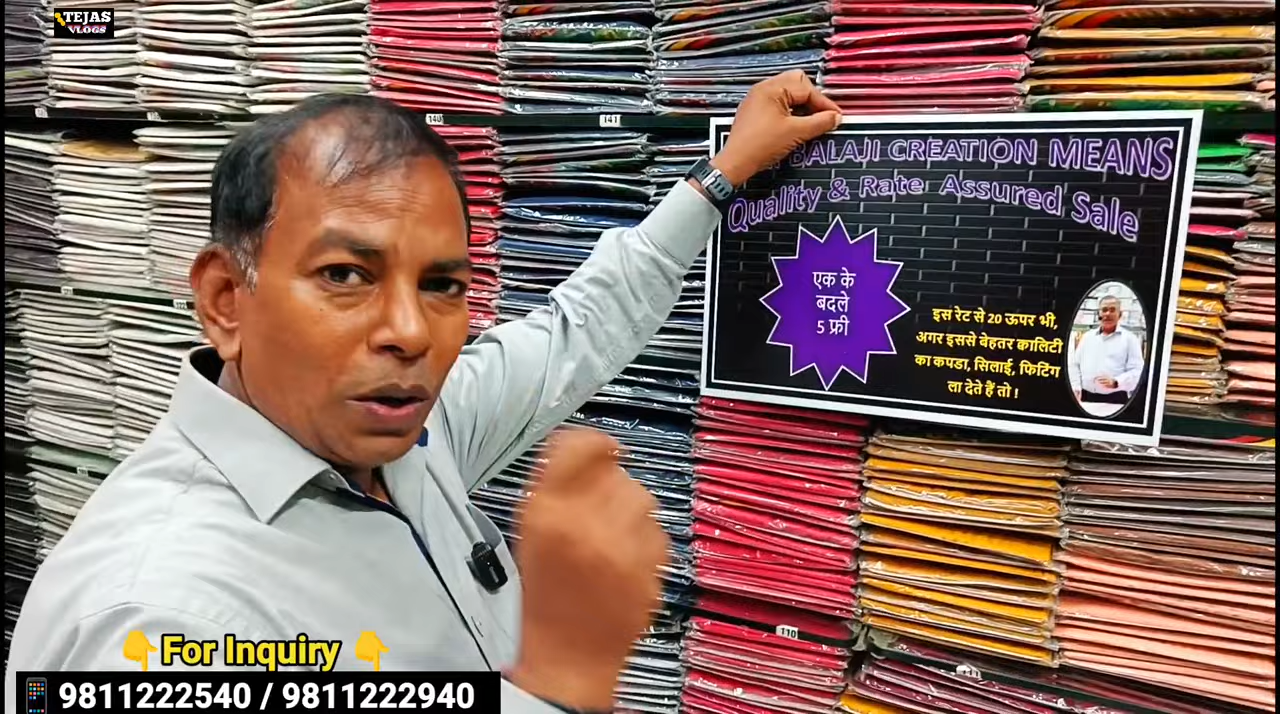 TEJAS
VLOGS
140
141
BALAJI CREATION MEANS
Quality & Rate Assured Sale
एक के
बदले
5 फ्री
इस रेट से 20 ऊपर भी,
अगर इससे बेहतर क्वालिटी
का कपडा, सिलाई, फिटिंग
ला देते हैं तो !
110
For Inquiry
9811222540 / 9811222940